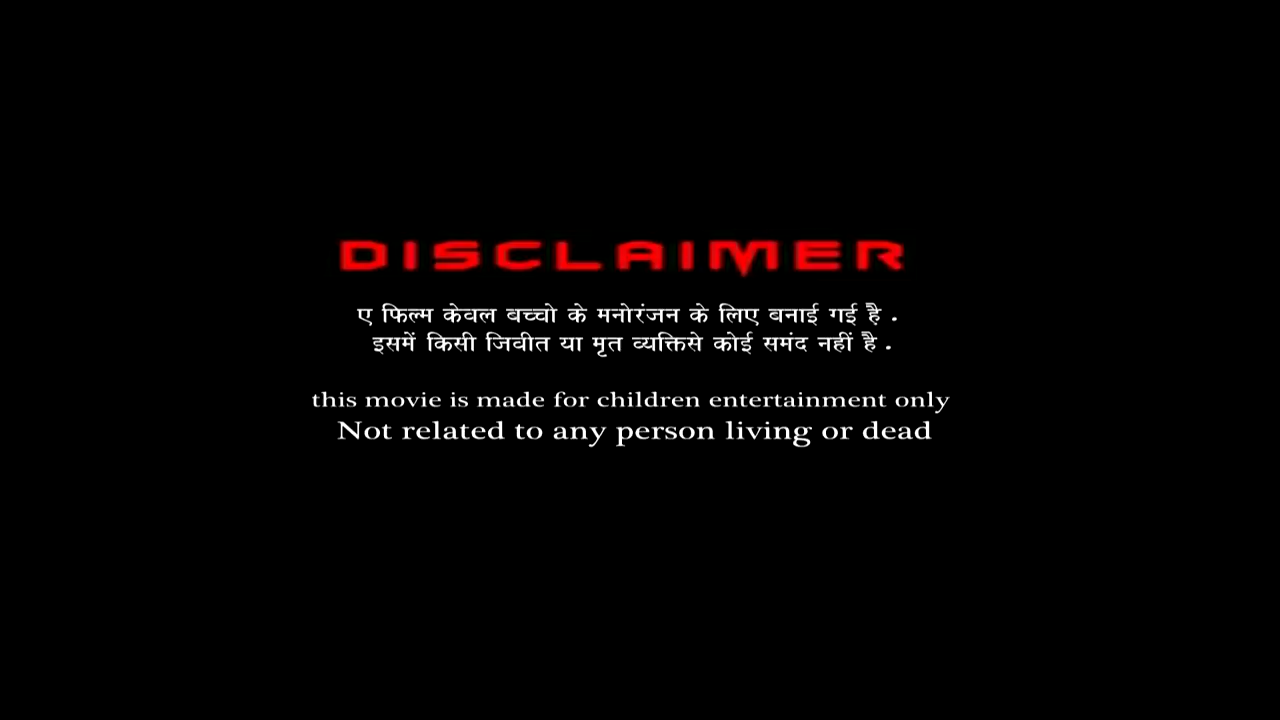 DISCLAIMER
ए फिल्म केवल बच्चो के मनोरंजन के लिए बनाई गई है .
इसमें किसी जिवीत या मृत व्यक्तिसे कोई समंद नहीं है .
this movie is made for children entertainment only
Not related to any person living or dead